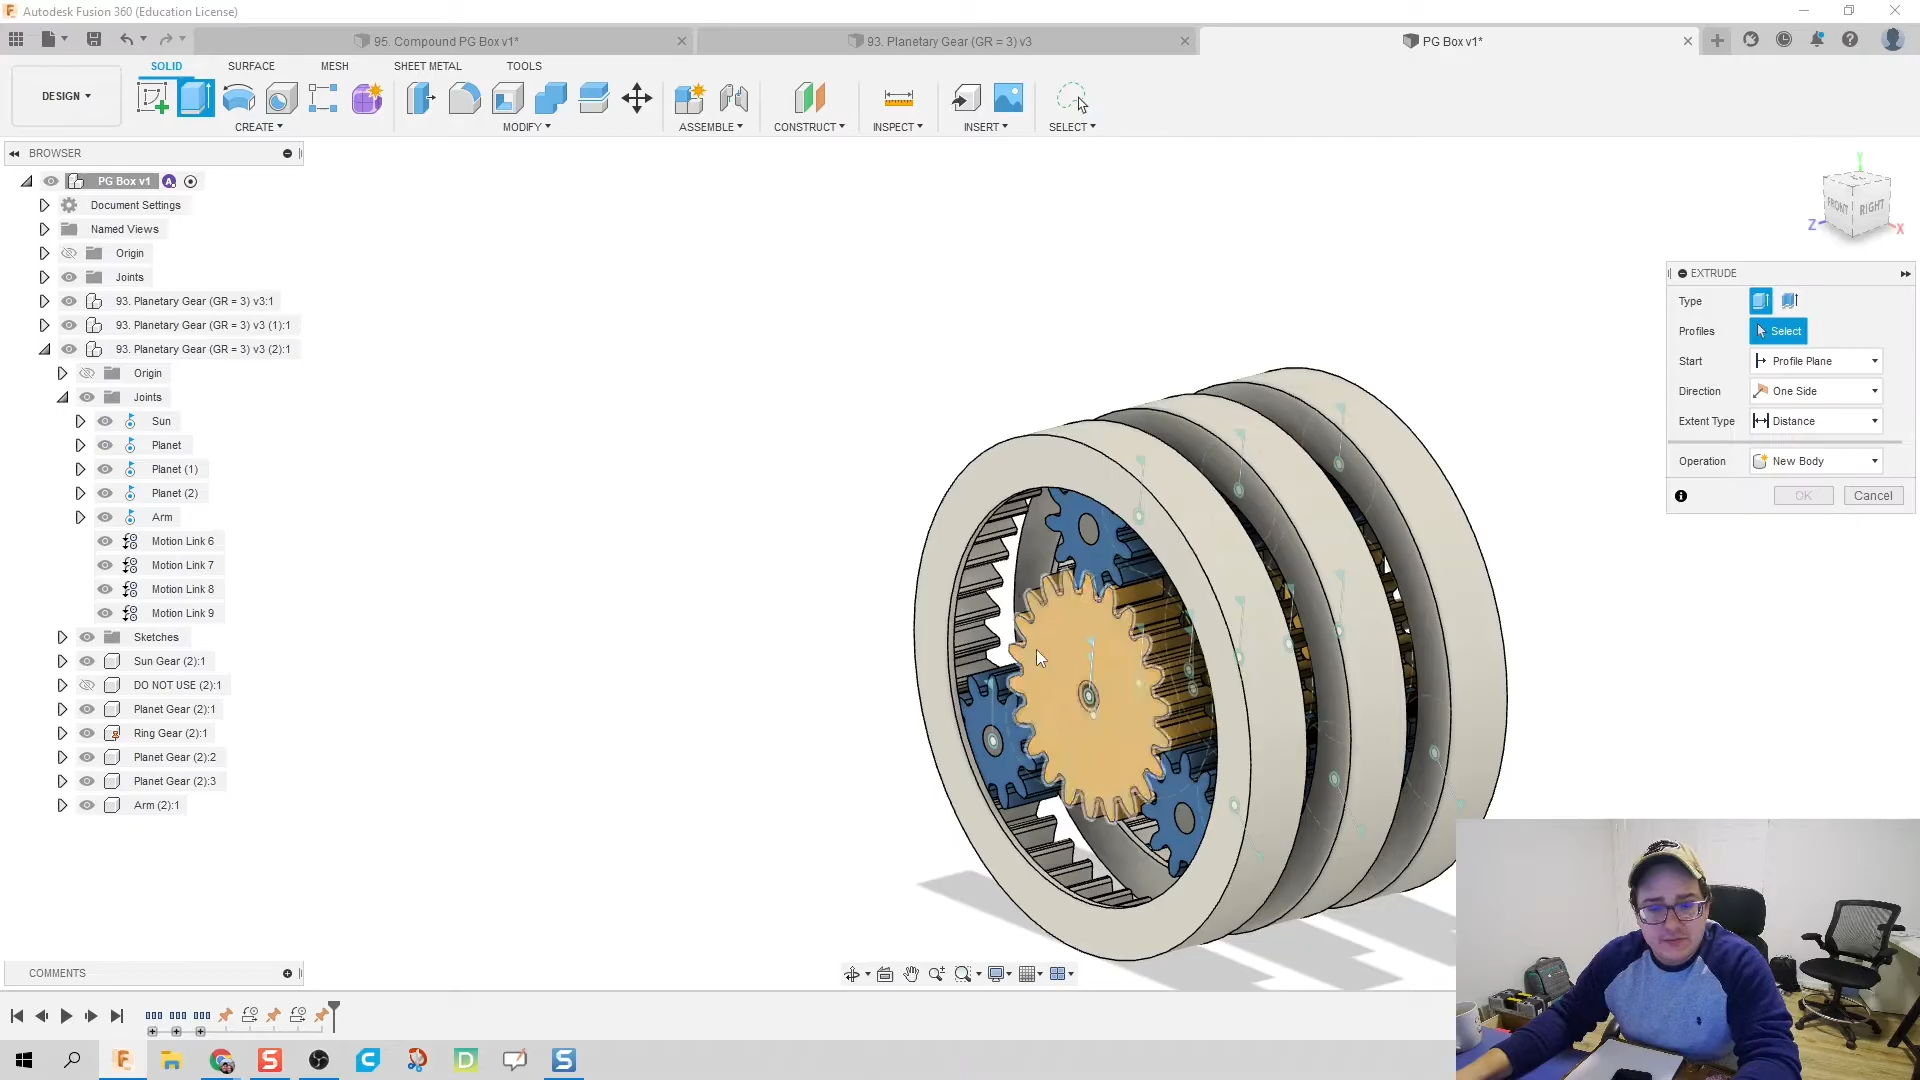 Autodesk Fusion 360 (Education License)
95. Compound PG Box v1*
93. Planetary Gear (GR = 3) v3
PG Box v1*
DESIGN
SOLID
SURFACE
MESH
SHEET METAL
TOOLS
CREATE
MODIFY
ASSEMBLE
CONSTRUCT
INSPECT
INSERT
SELECT
BROWSER
PG Box v1
Document Settings
Named Views
Origin
Joints
93. Planetary Gear (GR = 3) v3:1
93. Planetary Gear (GR = 3) v3 (1):1
93. Planetary Gear (GR = 3) v3 (2):1
Origin
Joints
Sun
Planet
Planet (1)
Planet (2)
Arm
Motion Link 6
Motion Link 7
Motion Link 8
Motion Link 9
Sketches
Sun Gear (2):1
DO NOT USE (2):1
Planet Gear (2):1
Ring Gear (2):1
Planet Gear (2):2
Planet Gear (2):3
Arm (2):1
Y
FRONT
RIGHT
Z
X
EXTRUDE
Type
Profiles
Select
Start
Profile Plane
Direction
One Side
Extent Type
Distance
Operation
New Body
OK
Cancel
COMMENTS